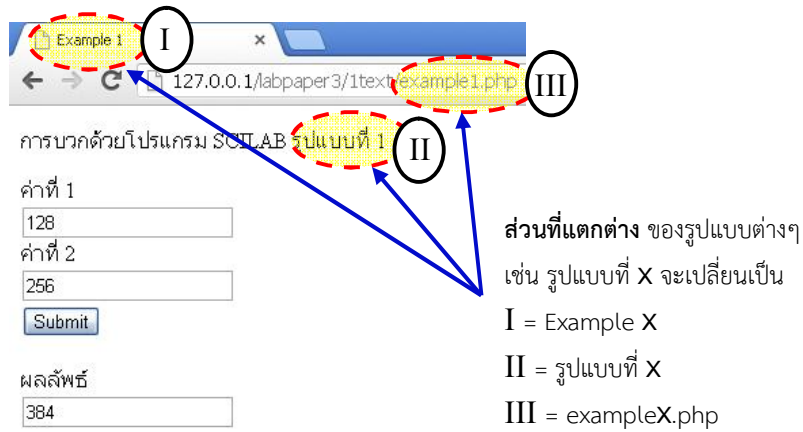 Example 1
I
×
127.0.0.1/labpaper3/1text/example1.php
III
การบวกด้วยโปรแกรม SCILAB รูปแบบที่ 1
II
ค่าที่ 1
128
ค่าที่ 2
256
Submit
ผลลัพธ์
384
ส่วนที่แตกต่าง ของรูปแบบต่างๆ
เช่น รูปแบบที่ X จะเปลี่ยนเป็น
I = Example X
II = รูปแบบที่ X
III = exampleX.php